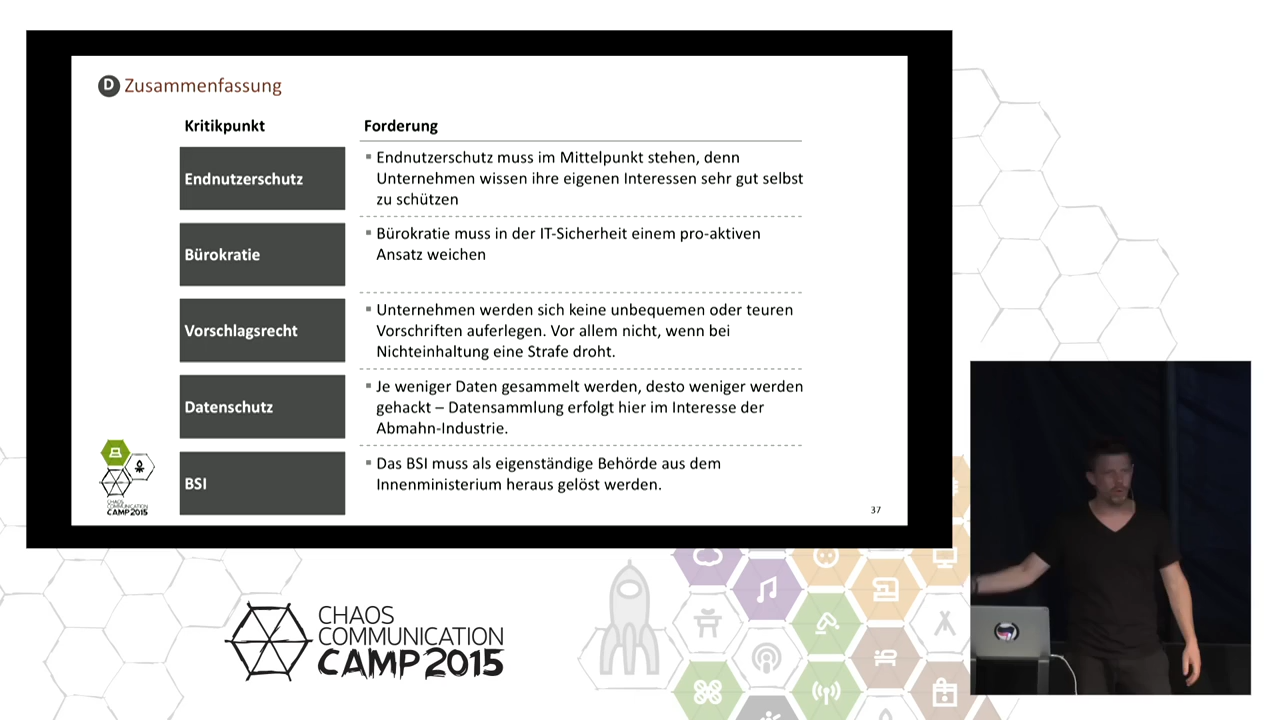 D Zusammenfassung
Kritikpunkt
Forderung
Endnutzerschutz
▪ Endnutzerschutz muss im Mittelpunkt stehen, denn
Unternehmen wissen ihre eigenen Interessen sehr gut selbst
zu schützen
Bürokratie
▪ Bürokratie muss in der IT-Sicherheit einem pro-aktiven
Ansatz weichen
Vorschlagsrecht
▪ Unternehmen werden sich keine unbequemen oder teuren
Vorschriften auferlegen. Vor allem nicht, wenn bei
Nichteinhaltung eine Strafe droht.
Datenschutz
▪ Je weniger Daten gesammelt werden, desto weniger werden
gehackt – Datensammlung erfolgt hier im Interesse der
Abmahn-Industrie.
BSI
▪ Das BSI muss als eigenständige Behörde aus dem
Innenministerium heraus gelöst werden.
CHAOS
COMMUNICATION
CAMP 2015
37
CHAOS
COMMUNICATION
CAMP 2015